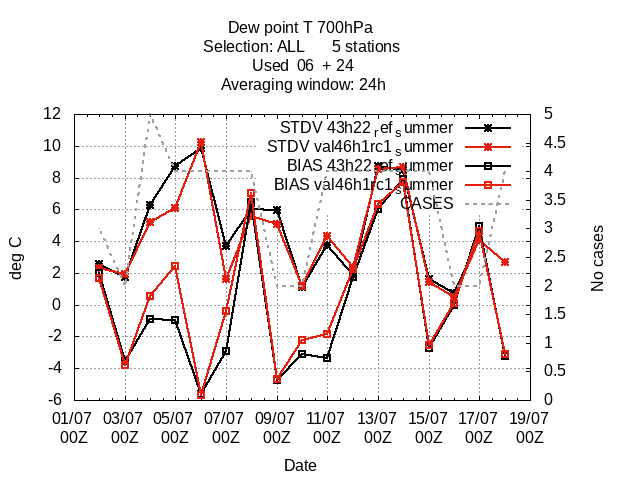 Dew point T 700hPa
Selection: ALL 5 stations
Used 06 + 24
Averaging window: 24h
STDV 43h22refsummer
STDV val46h1rc1summer
BIAS 43h22refsummer
BIAS val46h1rc1summer
CASES
12
10
8
6
4
2
0
-2
-4
-6
deg C
5
4.5
4
3.5
3
2.5
2
1.5
1
0.5
0
No cases
01/07 03/07 05/07 07/07 09/07 11/07 13/07 15/07 17/07 19/07
00Z 00Z 00Z 00Z 00Z 00Z 00Z 00Z 00Z 00Z
Date